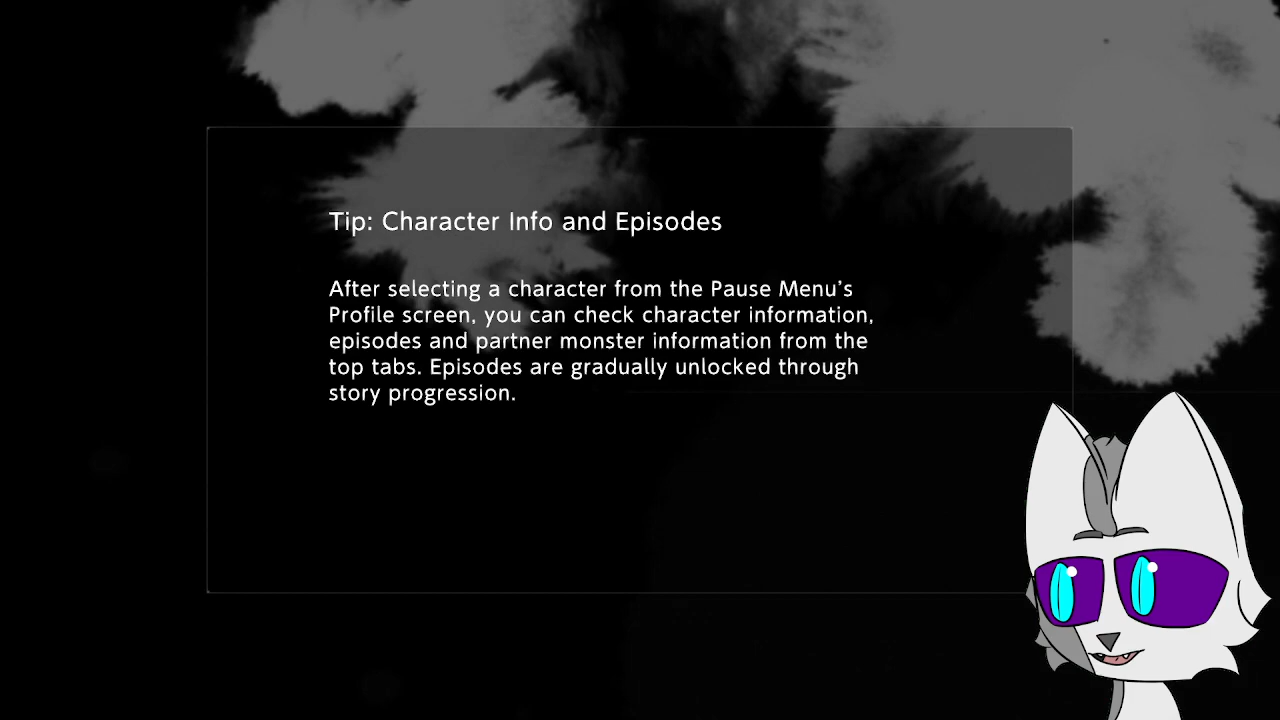 Tip: Character Info and Episodes
After selecting a character from the Pause Menu's
Profile screen, you can check character information,
episodes and partner monster information from the
top tabs. Episodes are gradually unlocked through
story progression.